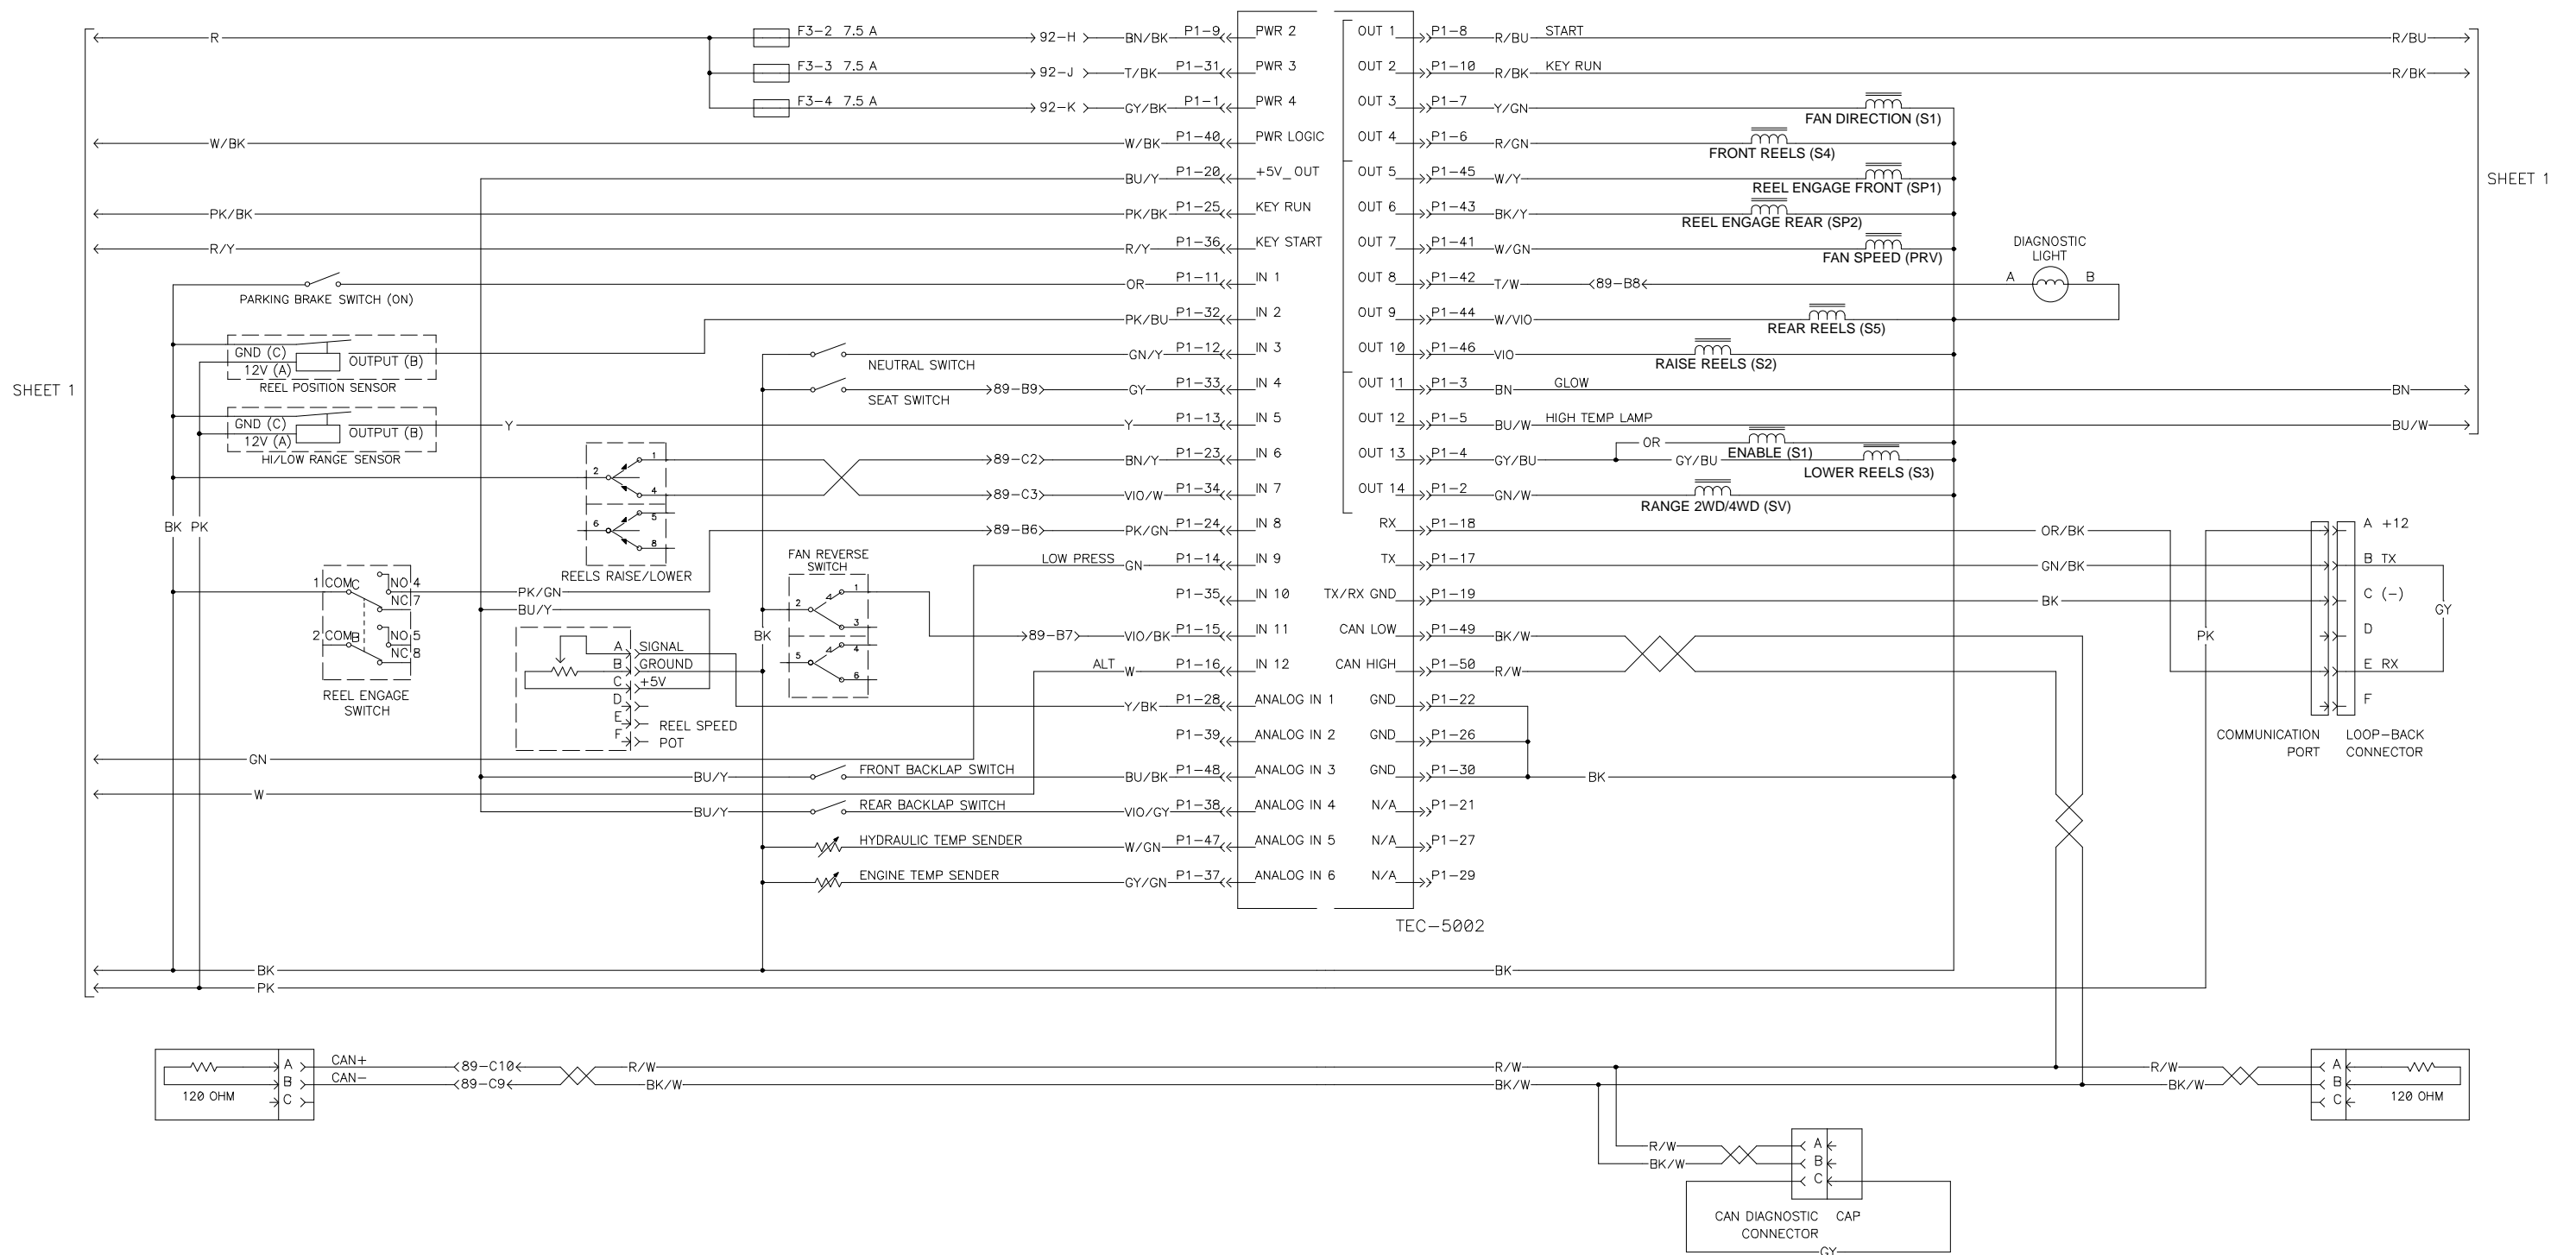 R F3-2 7.5 A 92-H BN/BK P1-9 PWR 2 OUT 1 P1-8 R/BU START R/BU
F3-3 7.5 A 92-J T/BK P1-31 PWR 3 OUT 2 P1-10 R/BK KEY RUN R/BK
F3-4 7.5 A 92-K GY/BK P1-1 PWR 4 OUT 3 P1-7 Y/GN
FAN DIRECTION (S1)
W/BK W/BK P1-40 PWR LOGIC OUT 4 P1-6 R/GN
FRONT REELS (S4)
BU/Y P1-20 +5V_OUT OUT 5 P1-45 W/Y
SHEET 1
REEL ENGAGE FRONT (SP1)
PK/BK PK/BK P1-25 KEY RUN OUT 6 P1-43 BK/Y
REEL ENGAGE REAR (SP2)
R/Y R/Y P1-36 KEY START OUT 7 P1-41 W/GN
FAN SPEED (PRV)
DIAGNOSTIC
LIGHT
OR P1-11 IN 1 OUT 8 P1-42 T/W 89-B8 A B
PARKING BRAKE SWITCH (ON)
PK/BU P1-32 IN 2 OUT 9 P1-44 W/VIO
REAR REELS (S5)
GND (C)
OUTPUT (B)
12V (A)
REEL POSITION SENSOR
GN/Y P1-12 IN 3 OUT 10 P1-46 VIO
NEUTRAL SWITCH
RAISE REELS (S2)
SHEET 1
89-B9 GY P1-33 IN 4 OUT 11 P1-3 BN GLOW BN
SEAT SWITCH
GND (C)
OUTPUT (B)
12V (A)
HI/LOW RANGE SENSOR
Y Y P1-13 IN 5 OUT 12 P1-5 BU/W HIGH TEMP LAMP BU/W
OR
ENABLE (S1)
1
2
4
5
6
8
REELS RAISE/LOWER
89-C2 BN/Y P1-23 IN 6 OUT 13 P1-4 GY/BU GY/BU
LOWER REELS (S3)
89-C3 VIO/W P1-34 IN 7 OUT 14 P1-2 GN/W
RANGE 2WD/4WD (SV)
BK PK
89-B6 PK/GN P1-24 IN 8 RX P1-18 OR/BK A +12
LOW PRESS GN P1-14 IN 9 TX P1-17 GN/BK B TX
FAN REVERSE
SWITCH
1
2
3
4
5
6
BK
1 COM C NO 4
NC 7
2 COM B NO 5
NC 8
REEL ENGAGE
SWITCH
PK/GN
BU/Y
P1-35 IN 10 TX/RX GND P1-19 BK C (-)
GY
89-B7 VIO/BK P1-15 IN 11 CAN LOW P1-49 BK/W PK D
A SIGNAL
B GROUND
C +5V
D
E REEL SPEED
F POT
ALT W P1-16 IN 12 CAN HIGH P1-50 R/W E RX
Y/BK P1-28 ANALOG IN 1 GND P1-22 F
P1-39 ANALOG IN 2 GND P1-26
COMMUNICATION
PORT
LOOP-BACK
CONNECTOR
GN
BU/Y FRONT BACKLAP SWITCH BU/BK P1-48 ANALOG IN 3 GND P1-30 BK
W
BU/Y REAR BACKLAP SWITCH VIO/GY P1-38 ANALOG IN 4 N/A P1-21
HYDRAULIC TEMP SENDER W/GN P1-47 ANALOG IN 5 N/A P1-27
ENGINE TEMP SENDER GY/GN P1-37 ANALOG IN 6 N/A P1-29
TEC-5002
BK BK
PK
A CAN+ 89-C10 R/W R/W R/W A
B CAN- 89-C9 BK/W BK/W BK/W B
120 OHM C C 120 OHM
R/W A
BK/W B
C
CAN DIAGNOSTIC
CONNECTOR
CAP
GY